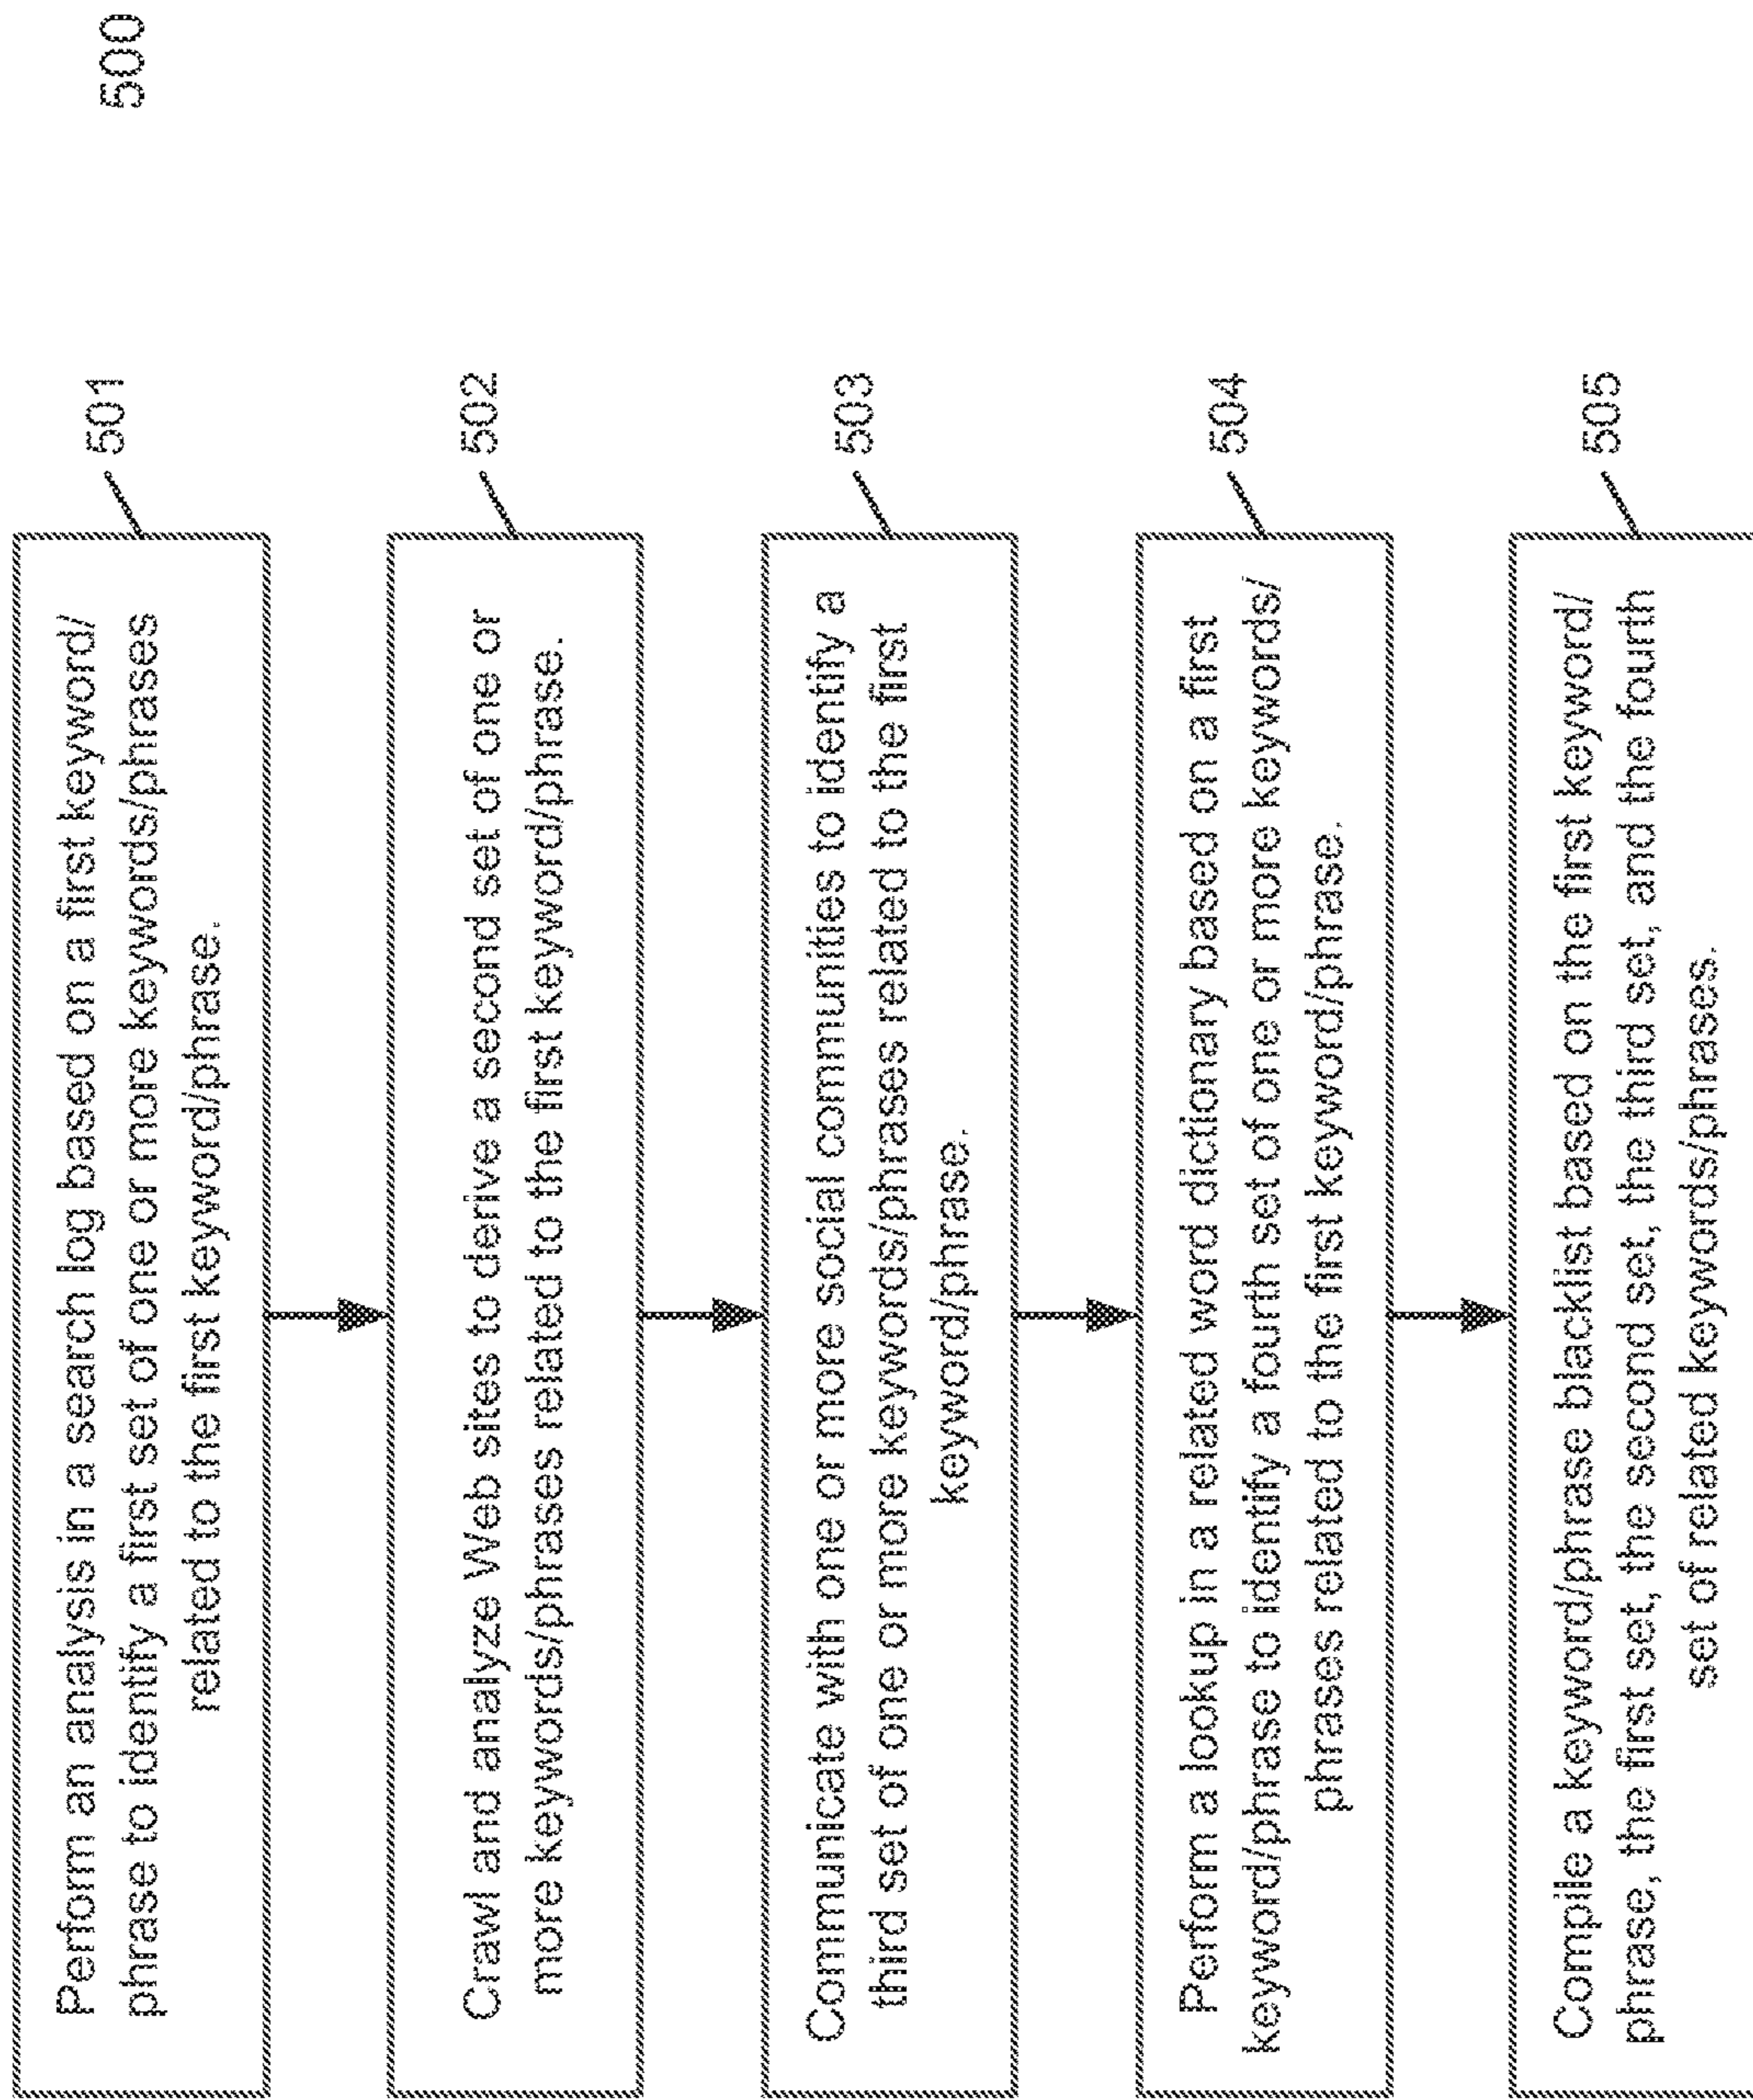 500
Perform an analysis in a search log based on a first keyword/
phrase to identify a first set of one or more keywords/phrases
related to the first keyword/phrase.
501
Crawl and analyze Web sites to derive a second set of one or
more keywords/phrases related to the first keyword/phrase.
502
Communicate with one or more social communities to identify a
third set of one or more keywords/phrases related to the first
keyword/phrase.
503
Perform a lookup in a related word dictionary based on a first
keyword/phrase to identify a fourth set of one or more keywords/
phrases related to the first keyword/phrase.
504
Compile a keyword/phrase blacklist based on the first keyword/
phrase, the first set, the second set, the third set, and the fourth
set of related keywords/phrases.
505